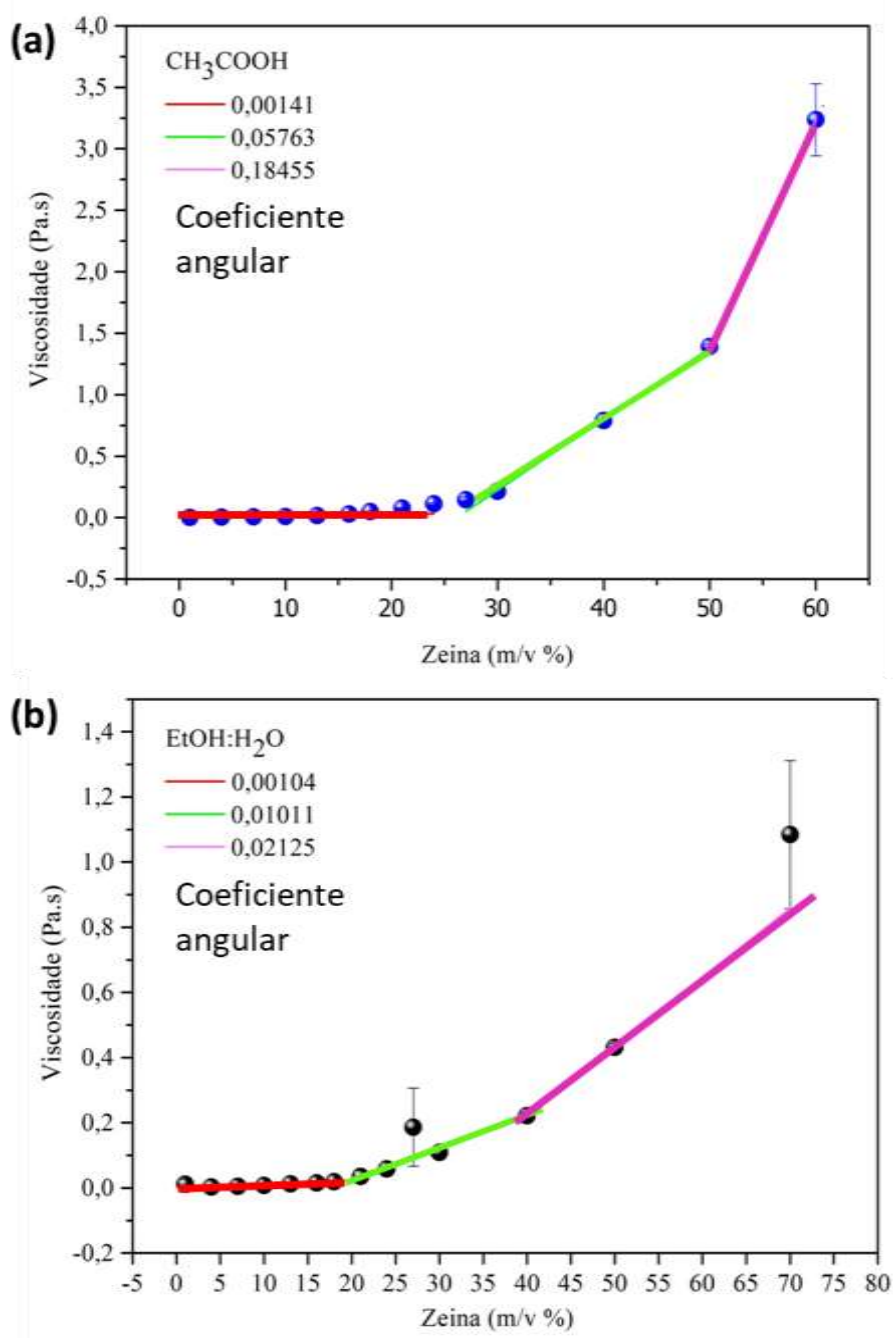 (a)
CH3COOH
0,00141
0,05763
0,18455
Coeficiente
angular
4,0
3,5
3,0
2,5
2,0
1,5
1,0
0,5
0,0
-0,5
Viscosidade (Pa.s)
0 10 20 30 40 50 60
Zeina (m/v %)
(b)
EtOH:H2O
0,00104
0,01011
0,02125
Coeficiente
angular
1,4
1,2
1,0
0,8
0,6
0,4
0,2
0,0
-0,2
Viscosidade (Pa.s)
-5 0 5 10 15 20 25 30 35 40 45 50 55 60 65 70 75 80
Zeina (m/v %)